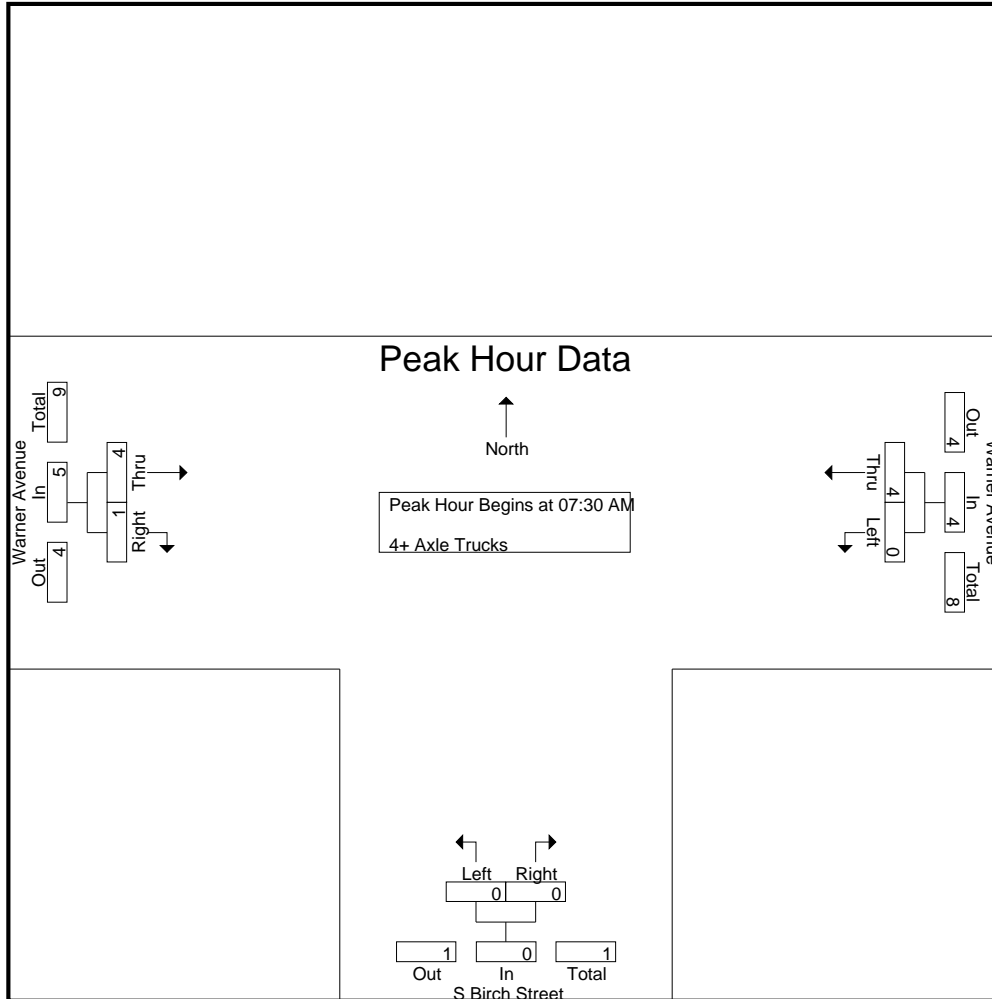 Peak Hour Data
North
Peak Hour Begins at 07:30 AM
4+ Axle Trucks
Warner Avenue
Total
9
In
5
Out
4
4
Thru
1
Right
Warner Avenue
Out
4
In
4
Total
8
Thru
4
Left
0
Left Right
0 0
1 0 1
Out In Total
S Birch Street